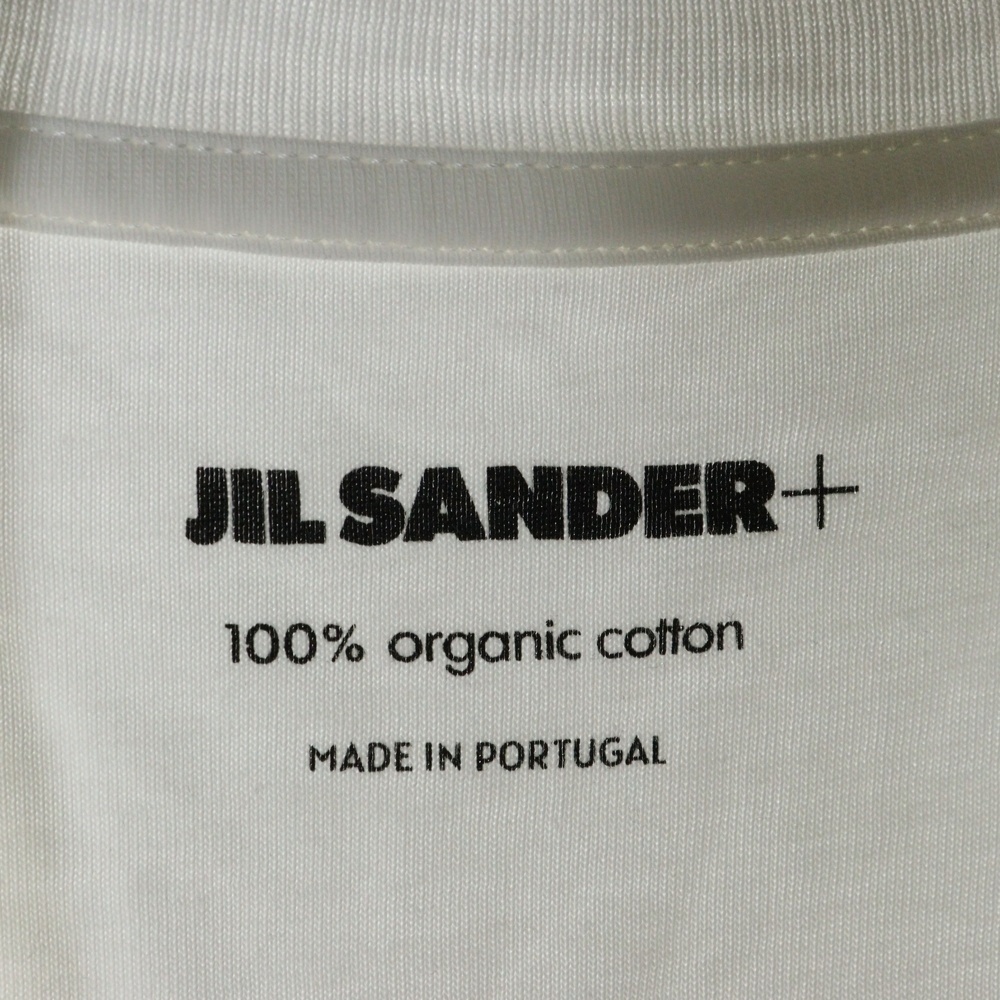 JIL SANDER+
100% organic cotton
MADE IN PORTUGAL